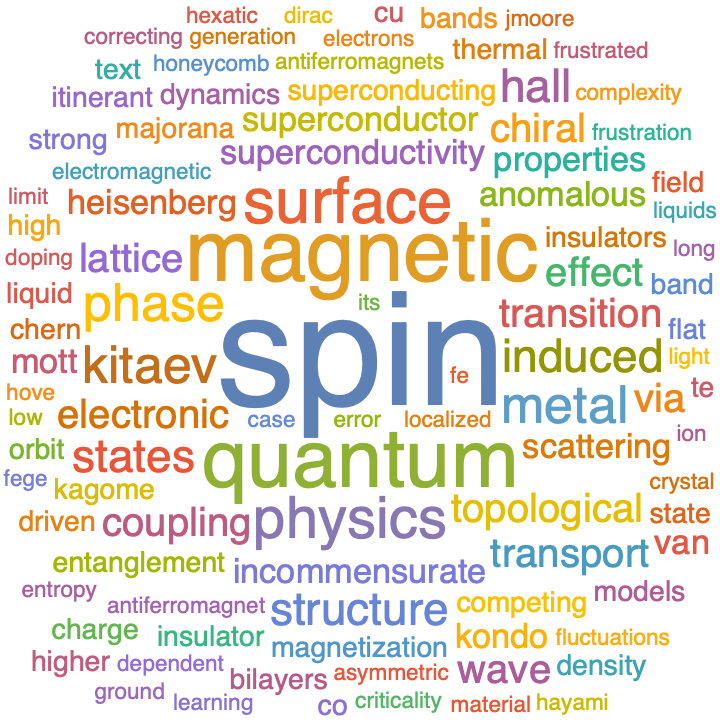 hexatic dirac cu bands jmoore
correcting generation electrons thermal frustrated
text honeycomb antiferromagnets hall
itinerant dynamics superconducting complexity
strong majorana superconductor chiral frustration
electromagnetic superconductivity properties
limit heisenberg surface anomalous field liquids
high magnetic insulators long
doping lattice effect band
liquid phase its transition flat
chern spin
mott kitaev fe induced light
hove metal via te
low electronic case error localized ion
orbit states quantum scattering
fege kagome crystal
driven coupling physics topological state
entanglement incommensurate transport van
entropy antiferromagnet structure competing models
charge insulator magnetization kondo fluctuations
higher dependent bilayers asymmetric wave density
ground learning co criticality material hayami